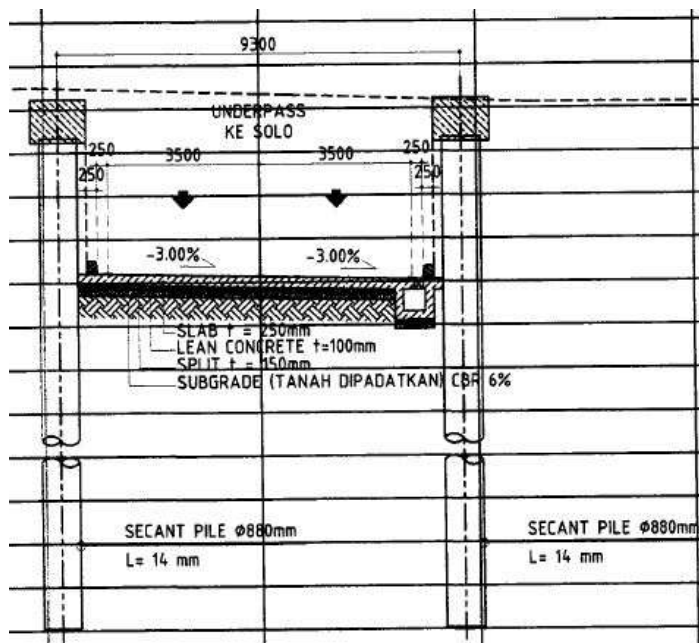 9300
UNDERPASS
KE SOLO
250 3500 3500 250
250 250
-3.00% -3.00%
SLAB t = 250mm
LEAN CONCRETE t=100mm
SPLIT t = 150mm
SUBGRADE (TANAH DIPADATKAN) CBR 6%
SECANT PILE Ø880mm
L= 14 mm
SECANT PILE Ø880mm
L= 14 mm